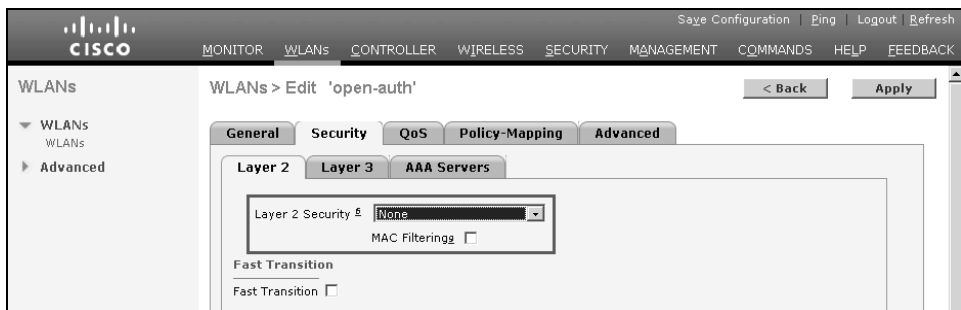 Save Configuration | Ping | Logout | Refresh
CISCO
MONITOR WLANs CONTROLLER WIRELESS SECURITY MANAGEMENT COMMANDS HELP FEEDBACK
WLANs
WLANs > Edit 'open-auth'
< Back
Apply
WLANs
WLANs
Advanced
General Security QoS Policy-Mapping Advanced
Layer 2 Layer 3 AAA Servers
Layer 2 Security 6 None
MAC Filtering 9
Fast Transition
Fast Transition